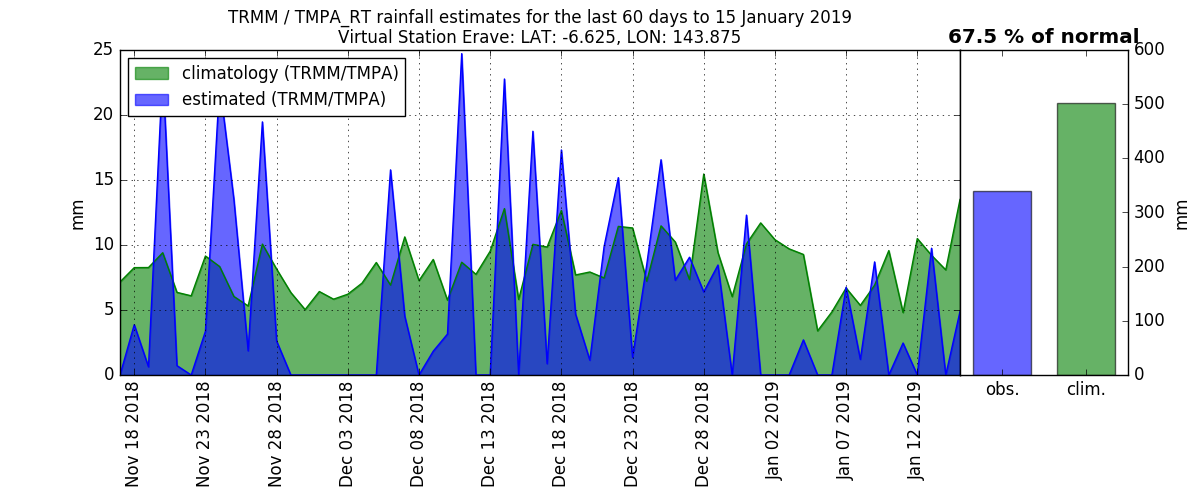 TRMM / TMPA_RT rainfall estimates for the last 60 days to 15 January 2019
Virtual Station Erave: LAT: -6.625, LON: 143.875
67.5 % of normal
climatology (TRMM/TMPA)
estimated (TRMM/TMPA)
25
20
15
10
5
0
mm
600
500
400
300
200
100
0
mm
Nov 18 2018
Nov 23 2018
Nov 28 2018
Dec 03 2018
Dec 08 2018
Dec 13 2018
Dec 18 2018
Dec 23 2018
Dec 28 2018
Jan 02 2019
Jan 07 2019
Jan 12 2019
obs.
clim.